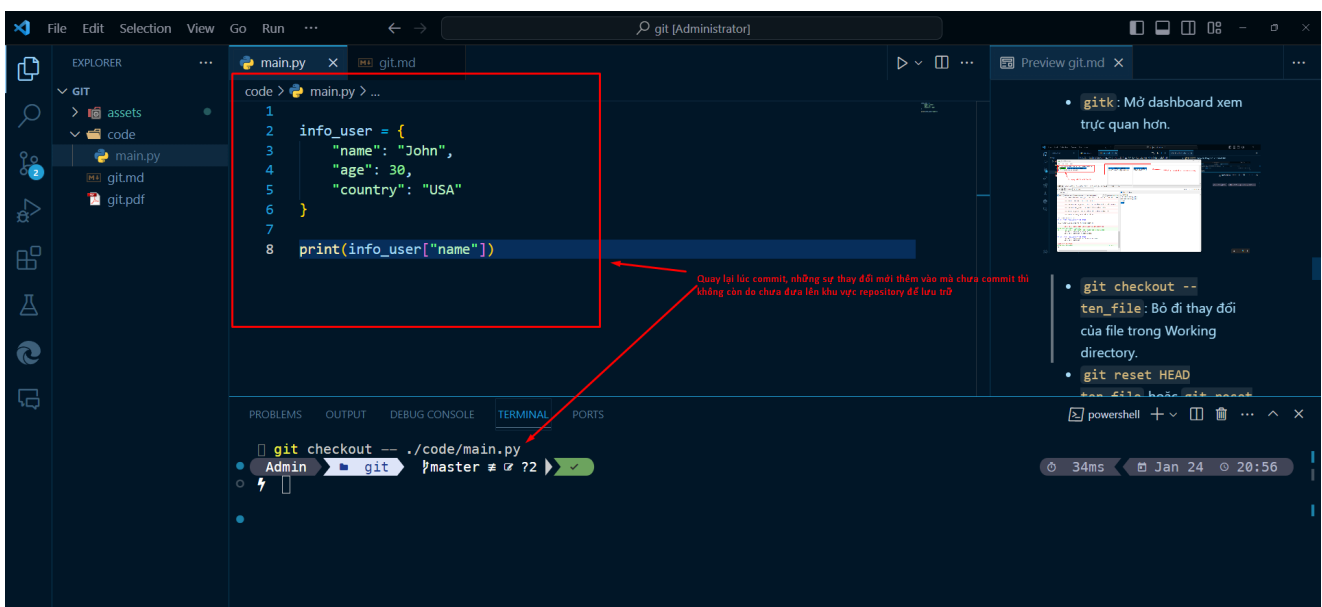 File Edit Selection View Go Run ··· git [Administrator]
EXPLORER ···
GIT
assets
code
main.py
git.md
git.pdf
2
main.py git.md
code > main.py > ...
1
2 info_user = {
3 "name": "John",
4 "age": 30,
5 "country": "USA"
6 }
7
8 print(info_user["name"])
Quay lại lúc commit, những sự thay đổi mới thêm vào mà chưa commit thì
không còn do chưa đưa lên khu vực repository để lưu trữ
Preview git.md
gitk: Mở dashboard xem
trực quan hơn.
git checkout --
ten_file: Bỏ đi thay đổi
của file trong Working
directory.
git reset HEAD
ten_file hoặc git reset
PROBLEMS OUTPUT DEBUG CONSOLE TERMINAL PORTS
powershell
git checkout -- ./code/main.py
Admin git master ≢ ?2 ✓
34ms Jan 24 20:56